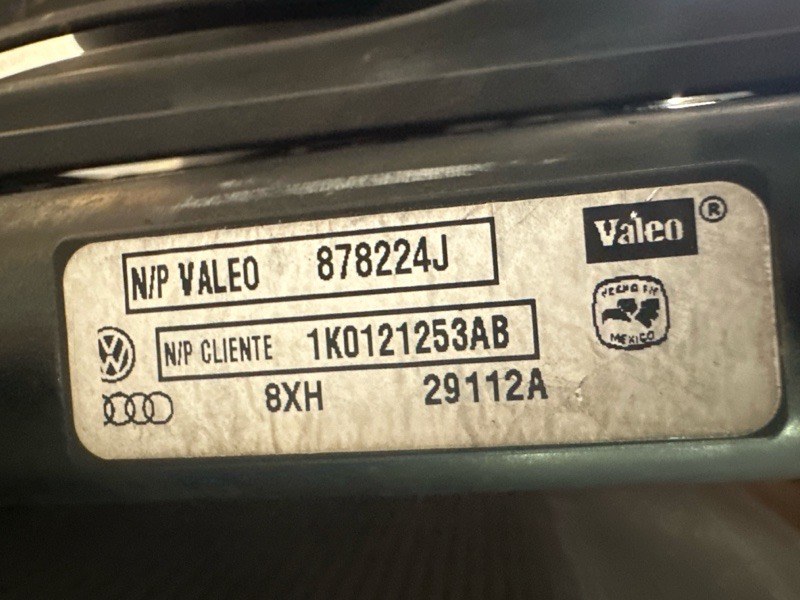 Valeo®
N/P VALEO 878224J
HECHO EN
MEXICO
N/P CLIENTE 1K0121253AB
8XH 29112A